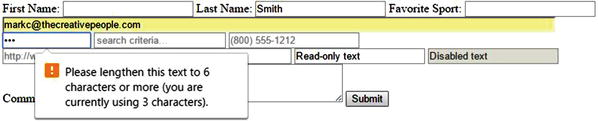 First Name: Last Name: Smith Favorite Sport:
markc@thecreativepeople.com
••• search criteria... (800) 555-1212
http://w Read-only text Disabled text
Please lengthen this text to 6
characters or more (you are
currently using 3 characters).
Comm Submit